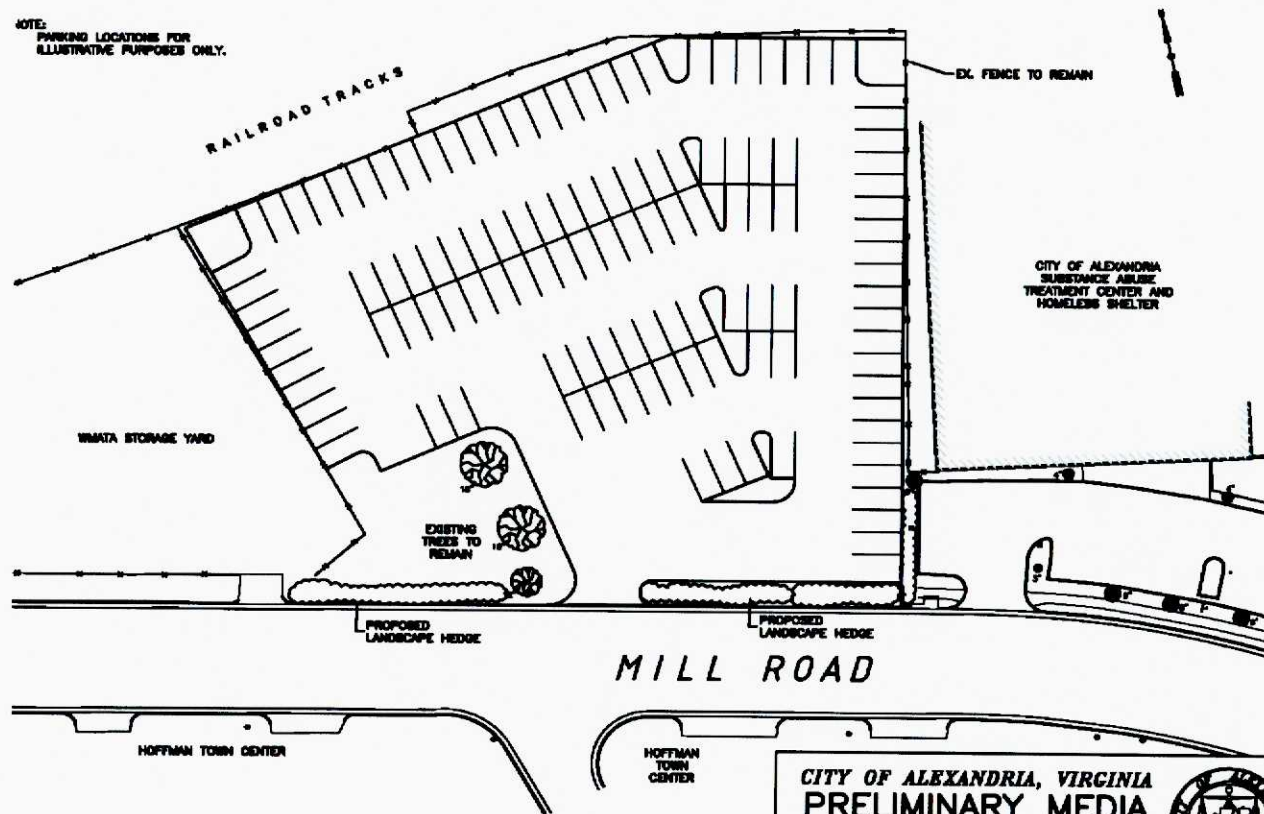 NOTE:
PARKING LOCATIONS FOR
ILLUSTRATIVE PURPOSES ONLY.
RAILROAD TRACKS
EX. FENCE TO REMAIN
CITY OF ALEXANDRIA
SUBSTANCE ABUSE
TREATMENT CENTER AND
HOMELESS SHELTER
WMATA STORAGE YARD
EXISTING
TREES TO
REMAIN
PROPOSED
LANDSCAPE HEDGE
PROPOSED
LANDSCAPE HEDGE
MILL ROAD
HOFFMAN TOWN CENTER
HOFFMAN
TOWN
CENTER
CITY OF ALEXANDRIA, VIRGINIA
PRELIMINARY MEDIA